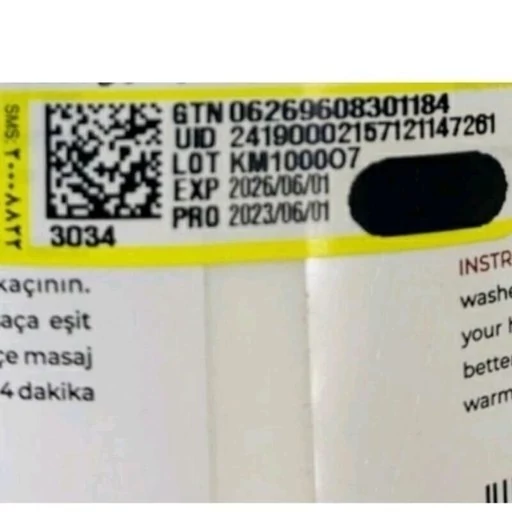 GTN 06269608301184
UID 24190002157121147261
LOT KM1000O7
EXP 2026/06/01
PRO 2023/06/01
3034
kaçının.
aça eşit
çe masaj
4 dakika
INSTR
washe
your
bette
warm